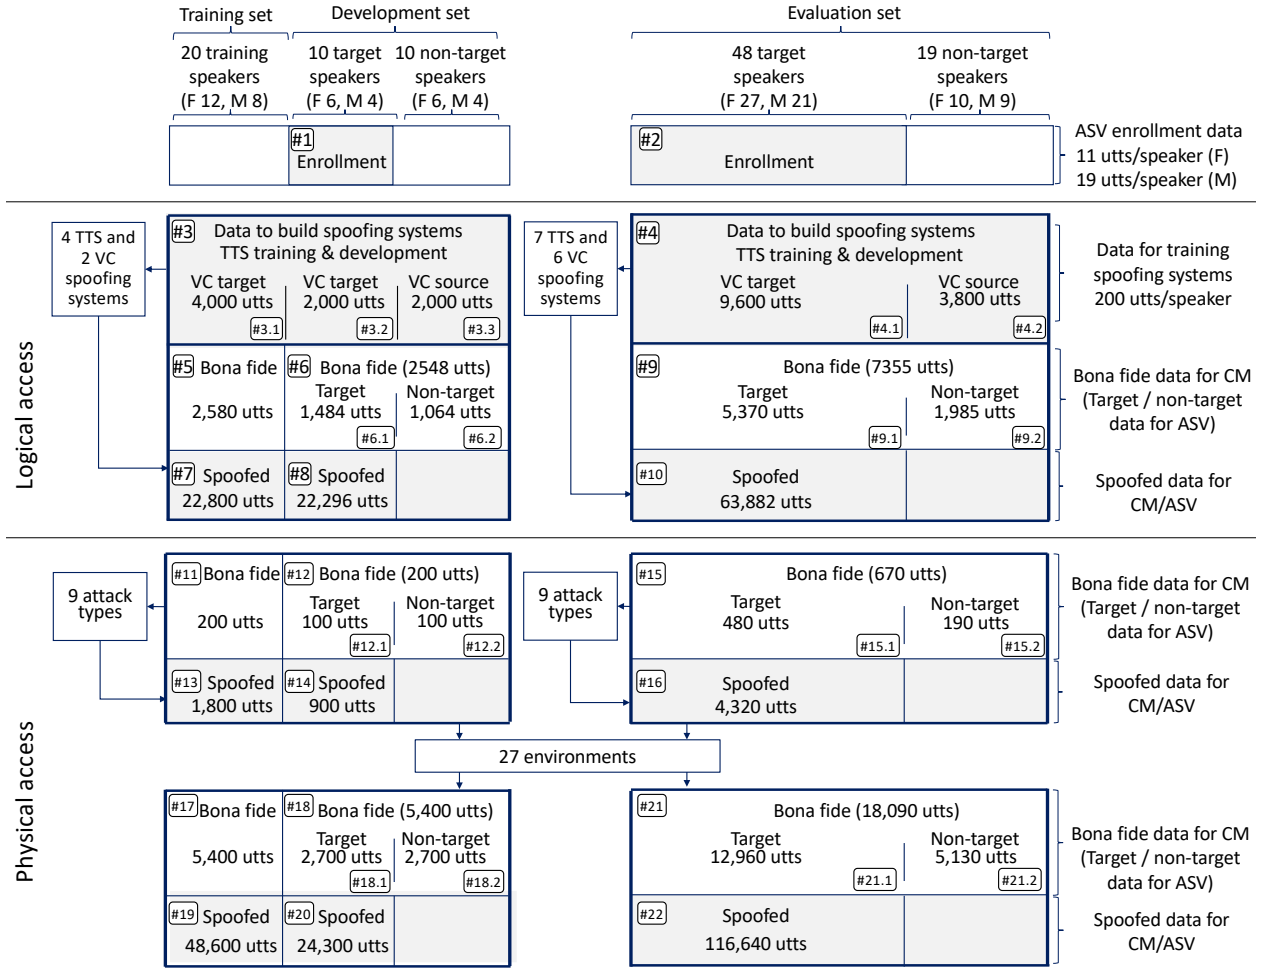 Training set
Development set
Evaluation set
20 training
speakers
(F 12, M 8)
10 target
speakers
(F 6, M 4)
10 non-target
speakers
(F 6, M 4)
48 target
speakers
(F 27, M 21)
19 non-target
speakers
(F 10, M 9)
#1
Enrollment
#2
Enrollment
ASV enrollment data
11 utts/speaker (F)
19 utts/speaker (M)
Logical access
4 TTS and
2 VC
spoofing
systems
#3
Data to build spoofing systems
TTS training & development
VC target
4,000 utts
#3.1
VC target
2,000 utts
#3.2
VC source
2,000 utts
#3.3
7 TTS and
6 VC
spoofing
systems
#4
Data to build spoofing systems
TTS training & development
VC target
9,600 utts
#4.1
VC source
3,800 utts
#4.2
Data for training
spoofing systems
200 utts/speaker
#5 Bona fide
2,580 utts
#6 Bona fide (2548 utts)
Target
1,484 utts
#6.1
Non-target
1,064 utts
#6.2
#9
Bona fide (7355 utts)
Target
5,370 utts
#9.1
Non-target
1,985 utts
#9.2
Bona fide data for CM
(Target / non-target
data for ASV)
#7 Spoofed
22,800 utts
#8 Spoofed
22,296 utts
#10
Spoofed
63,882 utts
Spoofed data for
CM/ASV
Physical access
9 attack
types
#11 Bona fide
200 utts
#12 Bona fide (200 utts)
Target
100 utts
#12.1
Non-target
100 utts
#12.2
9 attack
types
#15
Bona fide (670 utts)
Target
480 utts
#15.1
Non-target
190 utts
#15.2
Bona fide data for CM
(Target / non-target
data for ASV)
#13 Spoofed
1,800 utts
#14 Spoofed
900 utts
#16
Spoofed
4,320 utts
Spoofed data for
CM/ASV
27 environments
#17 Bona fide
5,400 utts
#18 Bona fide (5,400 utts)
Target
2,700 utts
#18.1
Non-target
2,700 utts
#18.2
#21
Bona fide (18,090 utts)
Target
12,960 utts
#21.1
Non-target
5,130 utts
#21.2
Bona fide data for CM
(Target / non-target
data for ASV)
#19 Spoofed
48,600 utts
#20 Spoofed
24,300 utts
#22
Spoofed
116,640 utts
Spoofed data for
CM/ASV